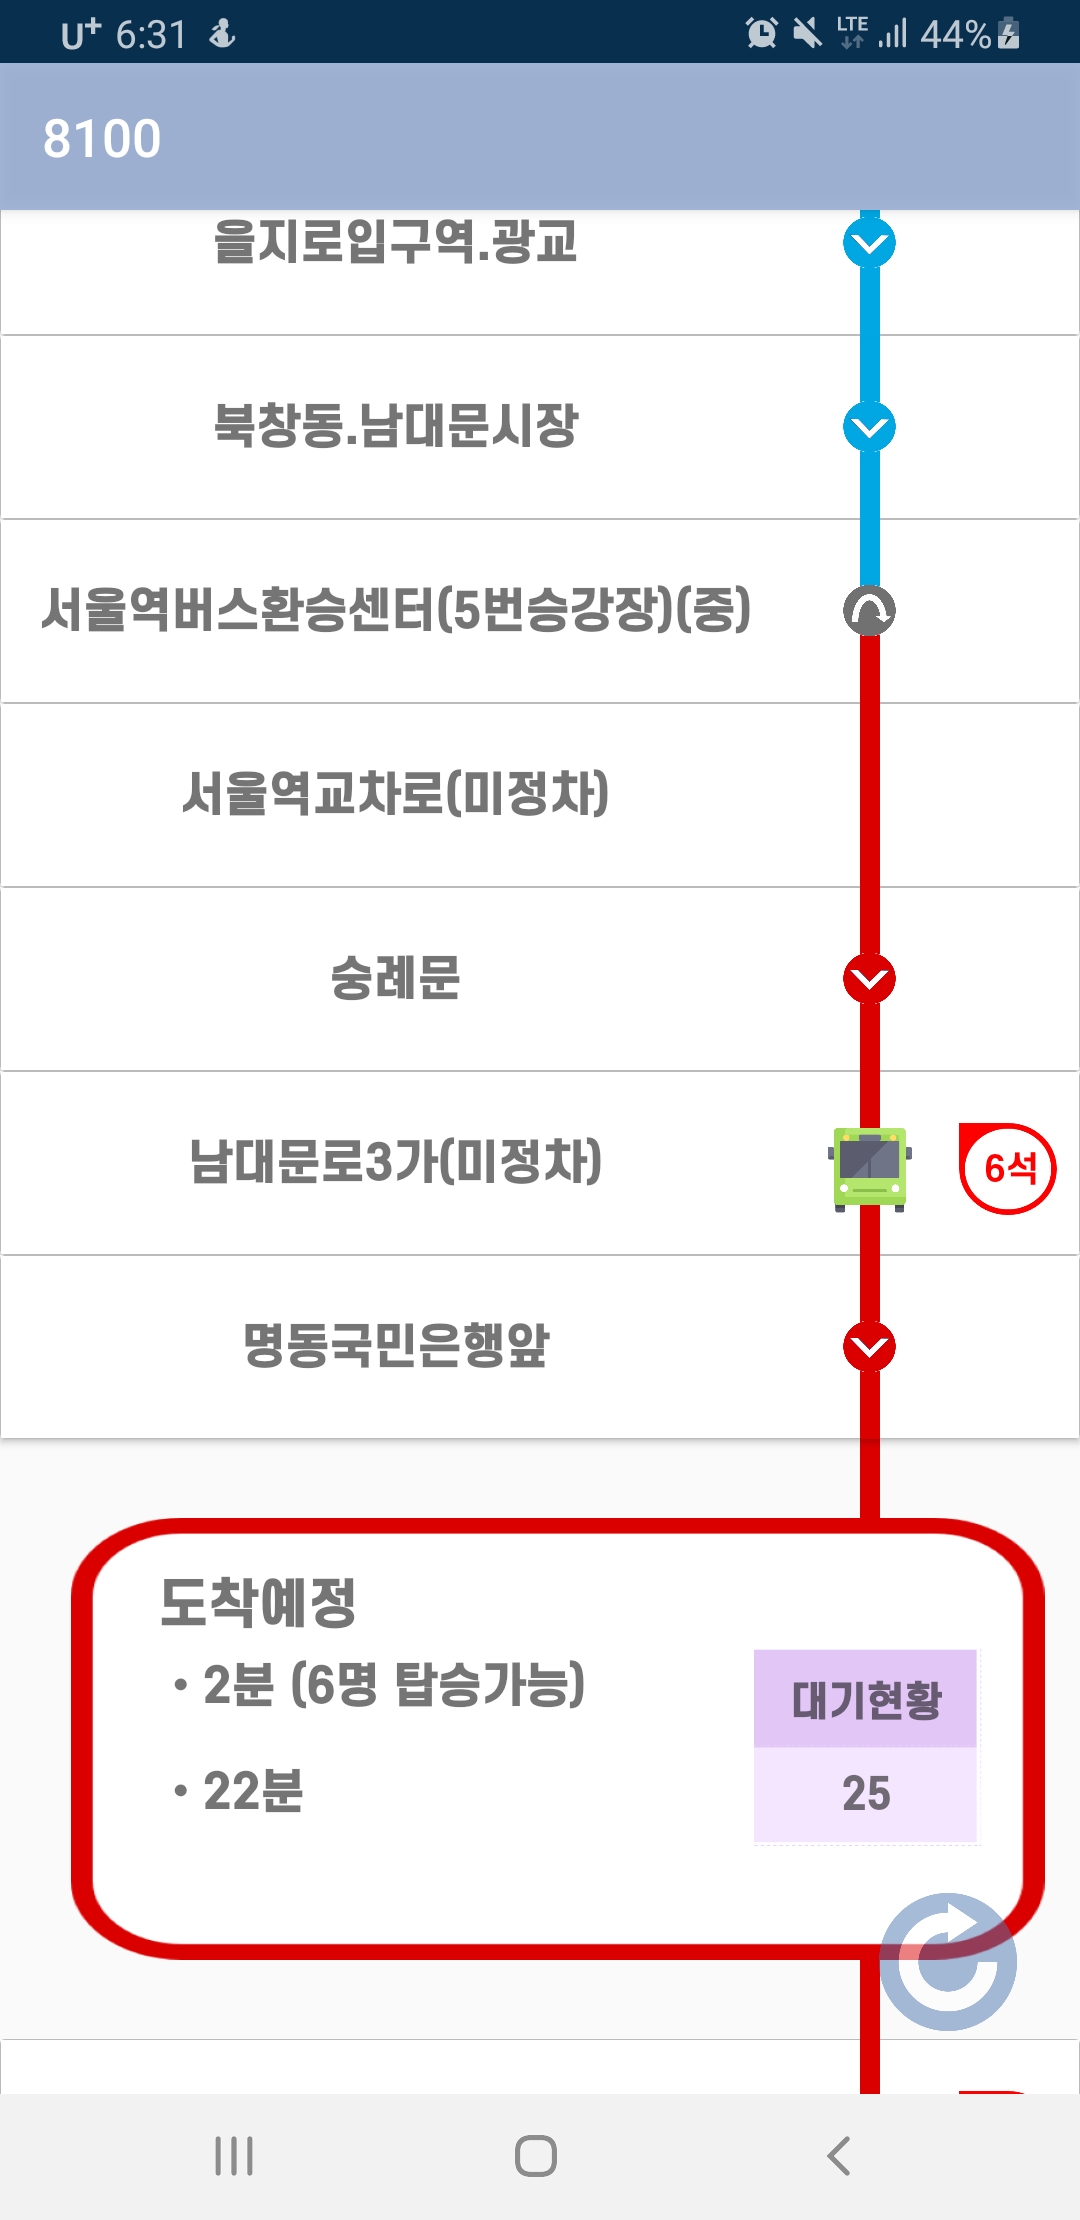 U+ 6:31 LTE 44%
8100
을지로입구역.광교
북창동.남대문시장
서울역버스환승센터(5번승강장)(중)
서울역교차로(미정차)
숭례문
남대문로3가(미정차) 6석
명동국민은행앞
도착예정
• 2분 (6명 탑승가능)
대기현황
• 22분
25